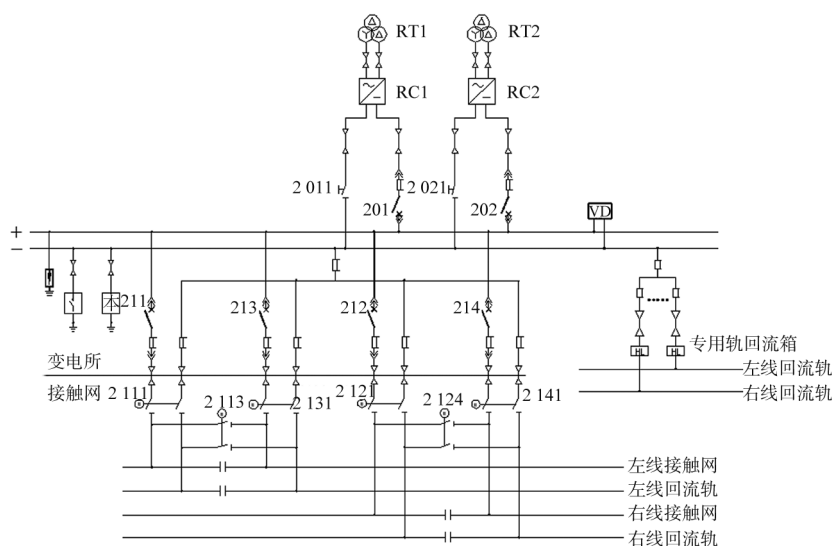 RT1
RT2
RC1
RC2
2 011
2 021
201
202
+
−
VD
211
213
212
214
变电所
接触网
专用轨回流箱
HL
HL
左线回流轨
右线回流轨
2 111
2 113
2 131
2 121
2 124
2 141
左线接触网
左线回流轨
右线接触网
右线回流轨